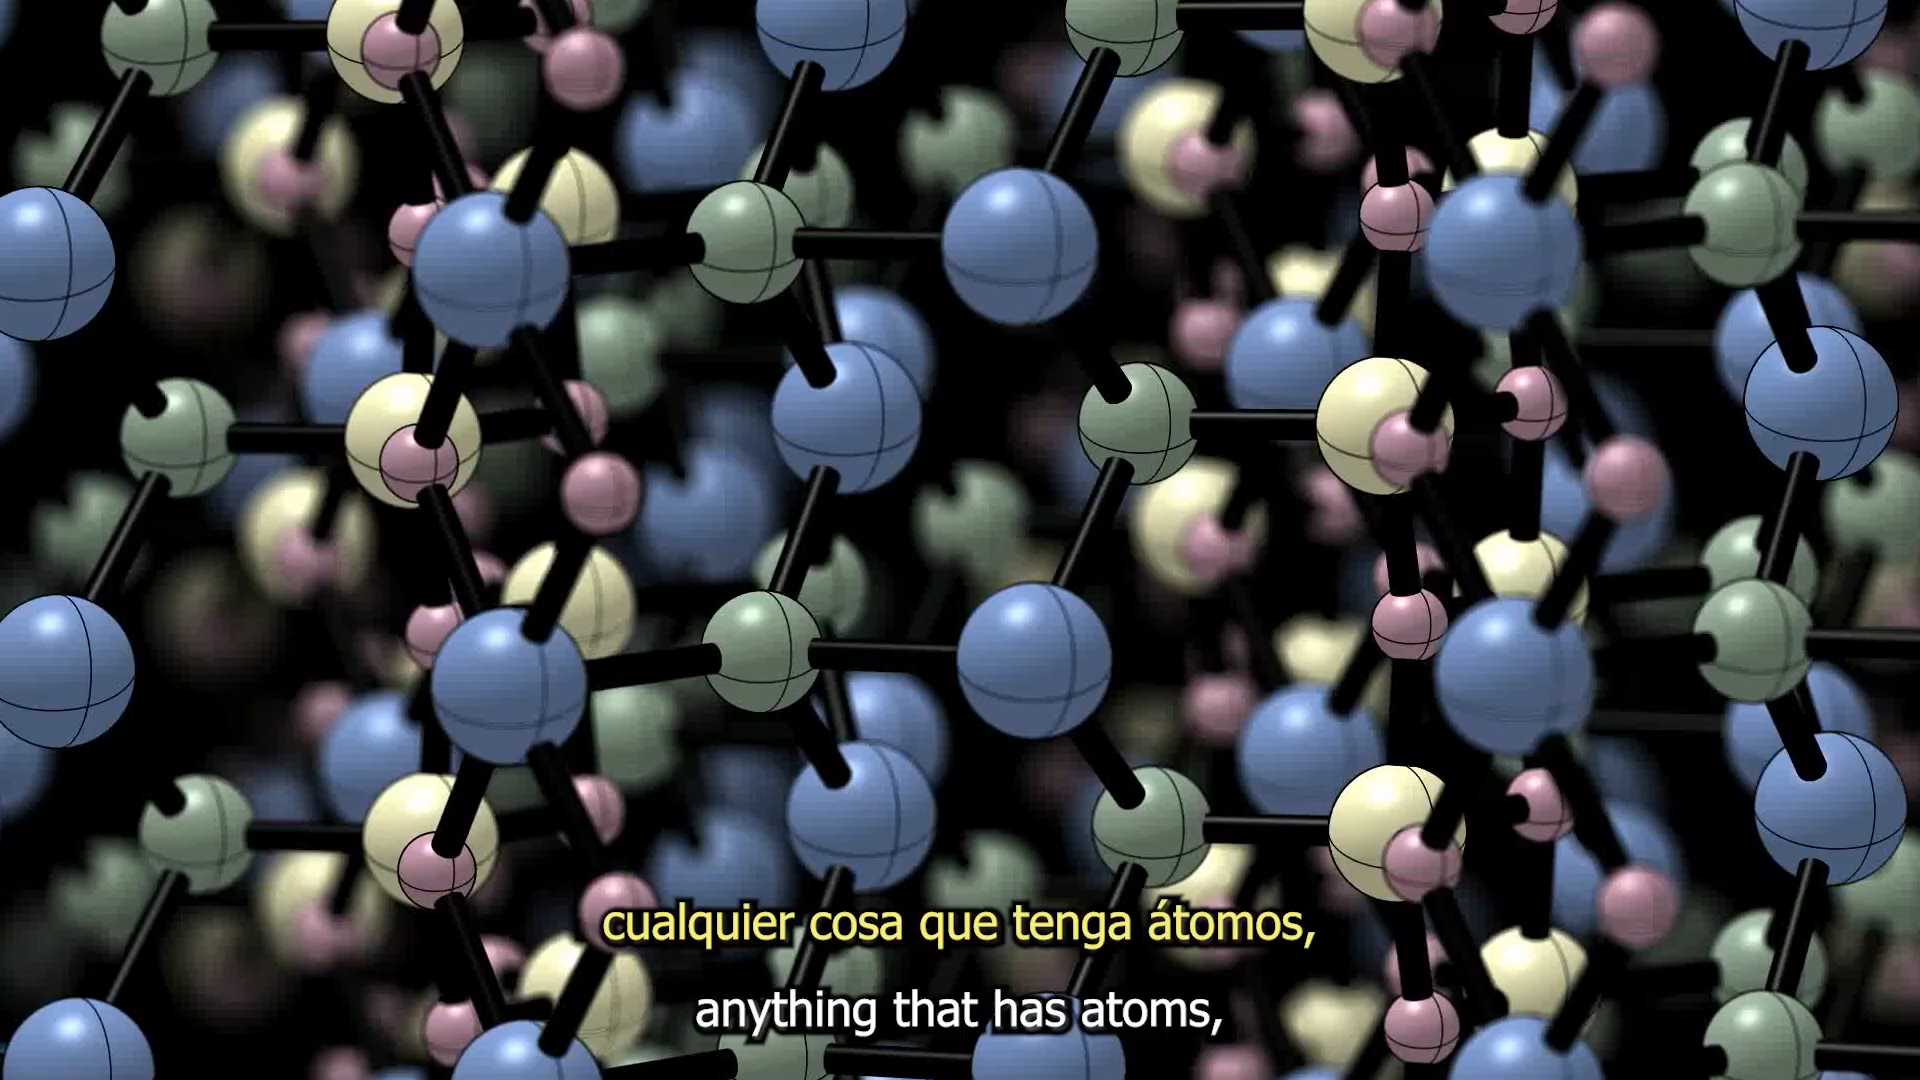 cualquier cosa que tenga átomos,
anything that has atoms,